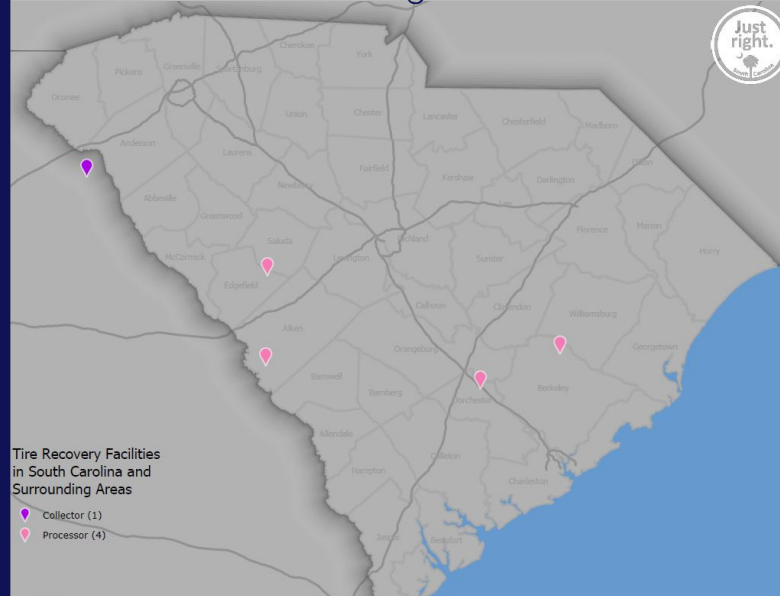 Just
right.
South Carolina
Cherokee
York
Greenville
Spartanburg
Pickens
Oconee
Union
Chester
Lancaster
Chesterfield
Marlboro
Anderson
Laurens
Fairfield
Kershaw
Darlington
Dillon
Newberry
Abbeville
Lee
Greenwood
Saluda
Richland
Florence
Marion
Horry
McCormick
Lexington
Sumter
Edgefield
Calhoun
Clarendon
Williamsburg
Aiken
Orangeburg
Georgetown
Barnwell
Bamberg
Dorchester
Berkeley
Allendale
Colleton
Hampton
Charleston
Jasper
Beaufort
Tire Recovery Facilities
in South Carolina and
Surrounding Areas
Collector (1)
Processor (4)